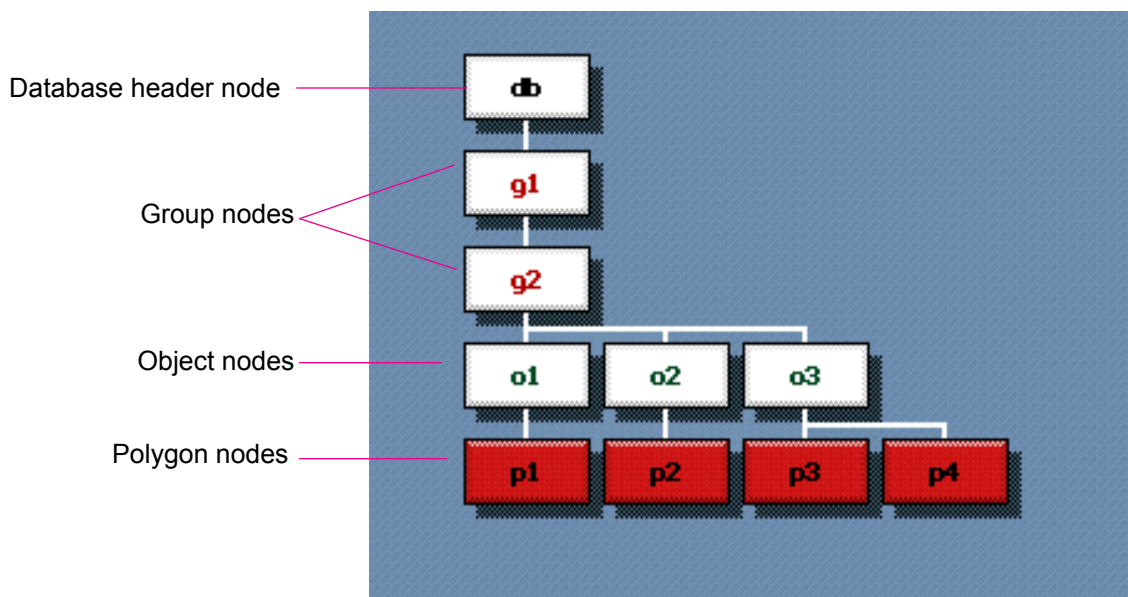 Database header node
db
Group nodes
g1
g2
Object nodes
o1 o2 o3
Polygon nodes
p1 p2 p3 p4